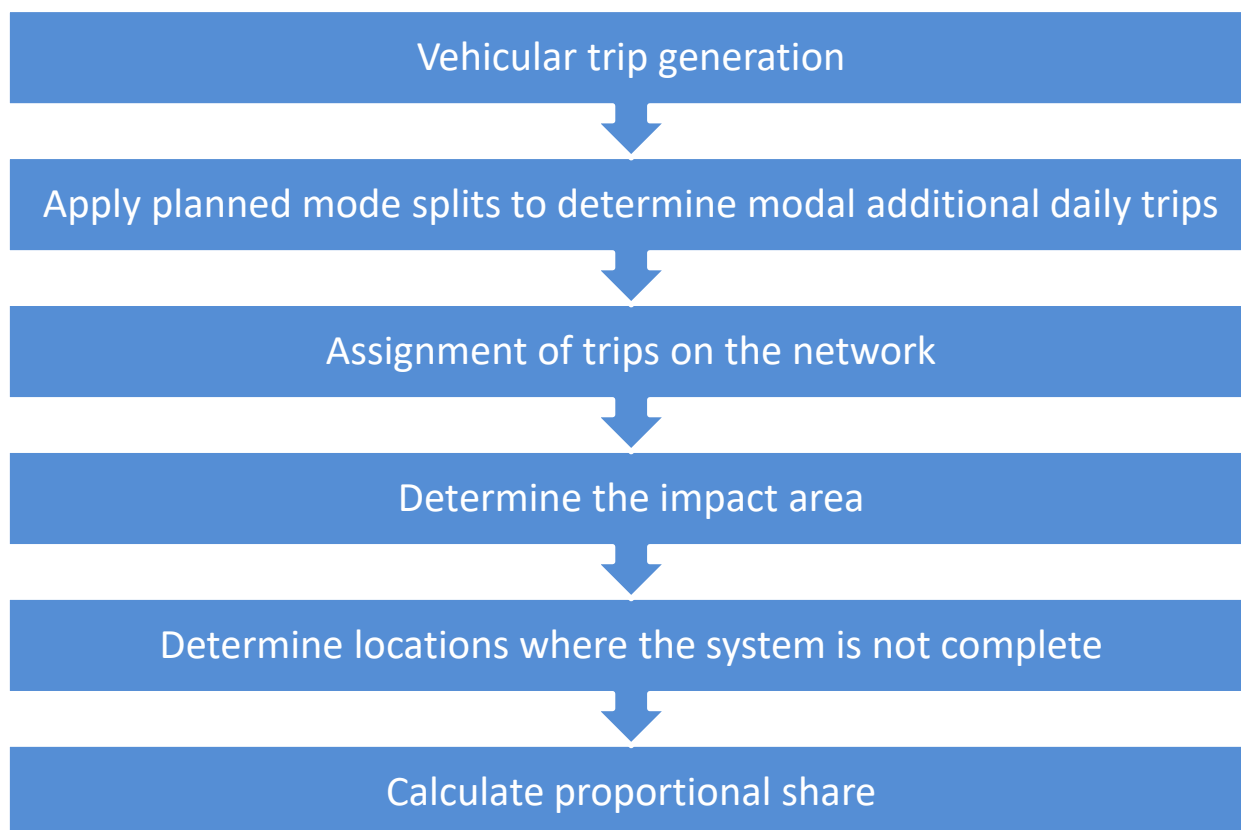 Vehicular trip generation
Apply planned mode splits to determine modal additional daily trips
Assignment of trips on the network
Determine the impact area
Determine locations where the system is not complete
Calculate proportional share